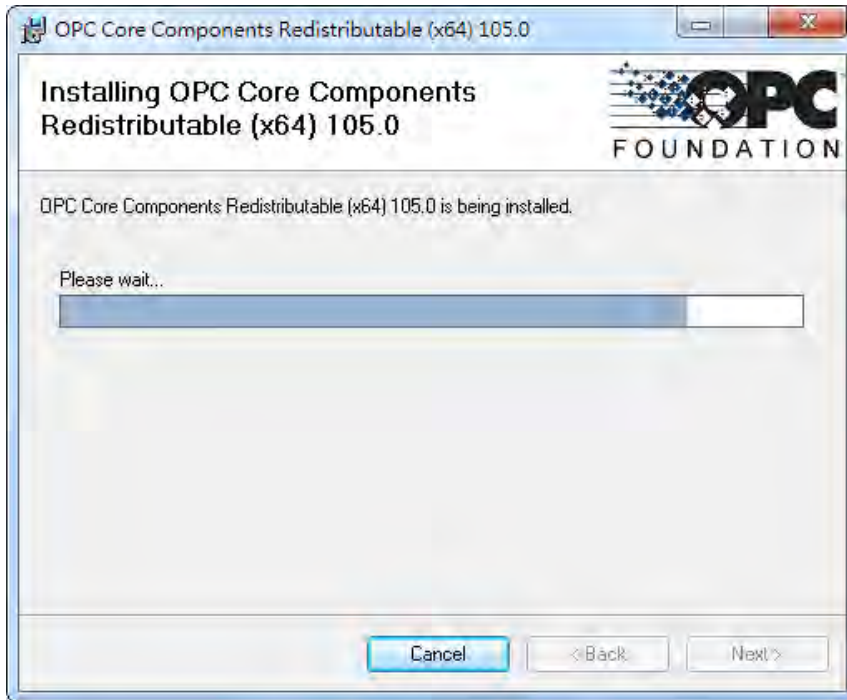 OPC Core Components Redistributable (x64) 105.0
Installing OPC Core Components
Redistributable (x64) 105.0
OPC
FOUNDATION
OPC Core Components Redistributable (x64) 105.0 is being installed.
Please wait...
Cancel
< Back
Next >